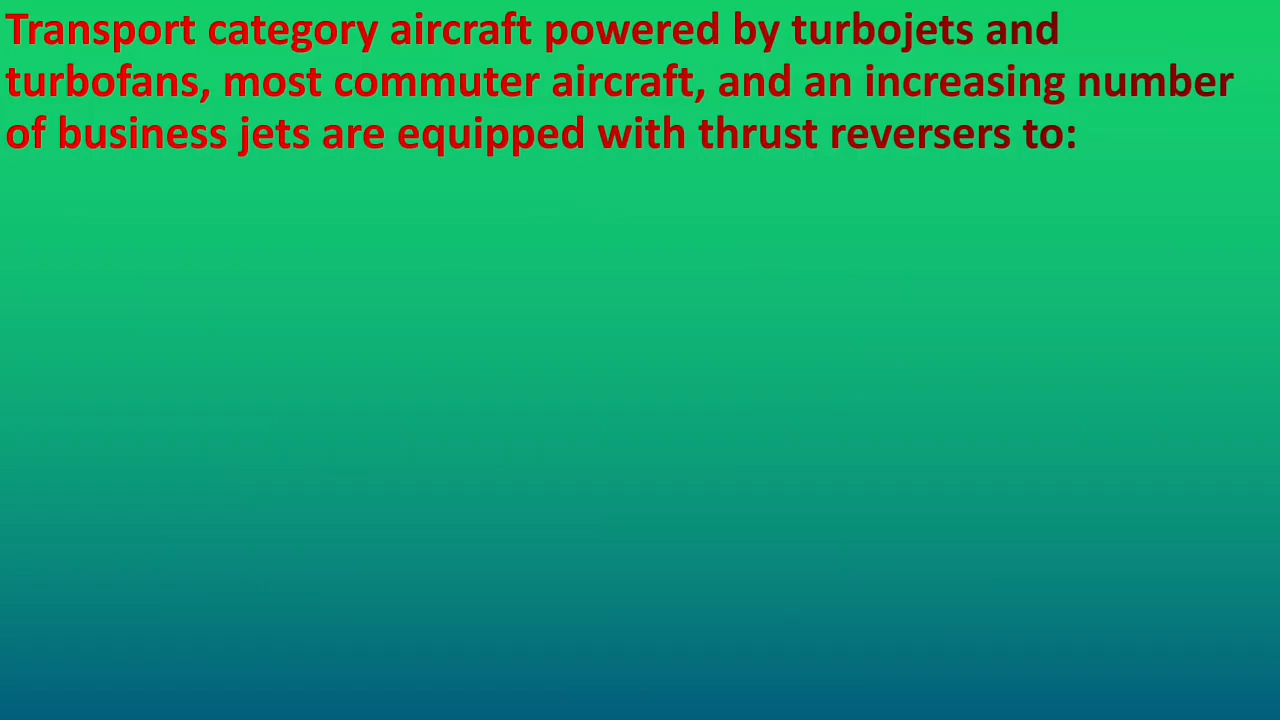 Transport category aircraft powered by turbojets and
turbofans, most commuter aircraft, and an increasing number
of business jets are equipped with thrust reversers to: